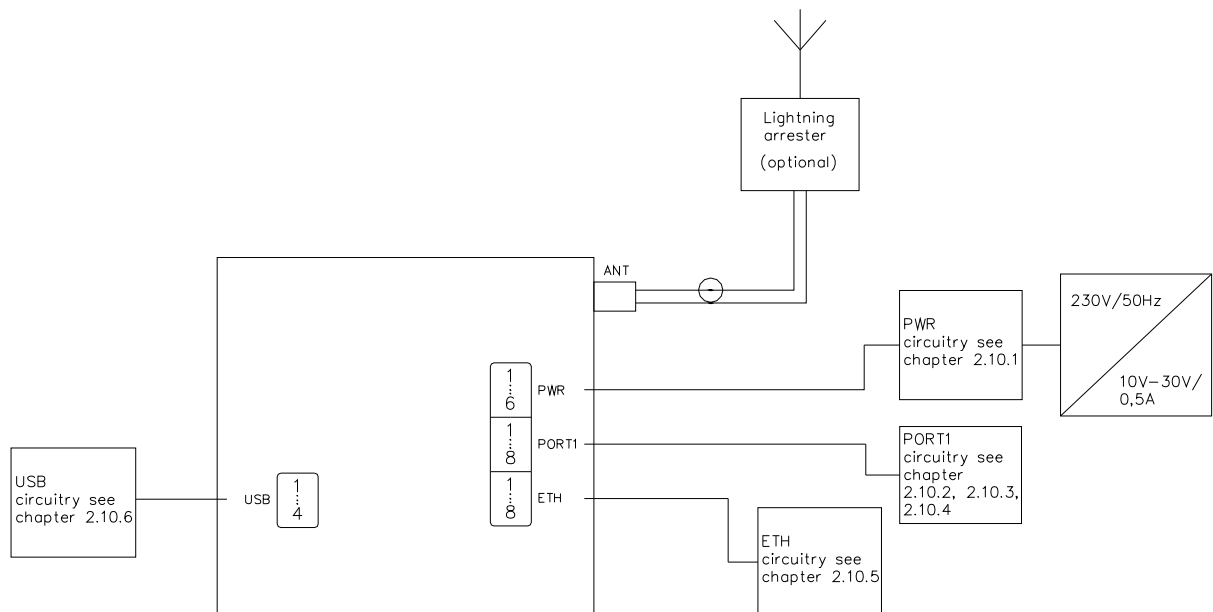 Lightning
arrester
(optional)
ANT
230V/50Hz
10V–30V/
0,5A
PWR
circuitry see
chapter 2.10.1
1
...
6
PWR
1
...
8
PORT1
1
...
8
ETH
PORT1
circuitry see
chapter
2.10.2, 2.10.3,
2.10.4
USB
circuitry see
chapter 2.10.6
USB
1
...
4
ETH
circuitry see
chapter 2.10.5